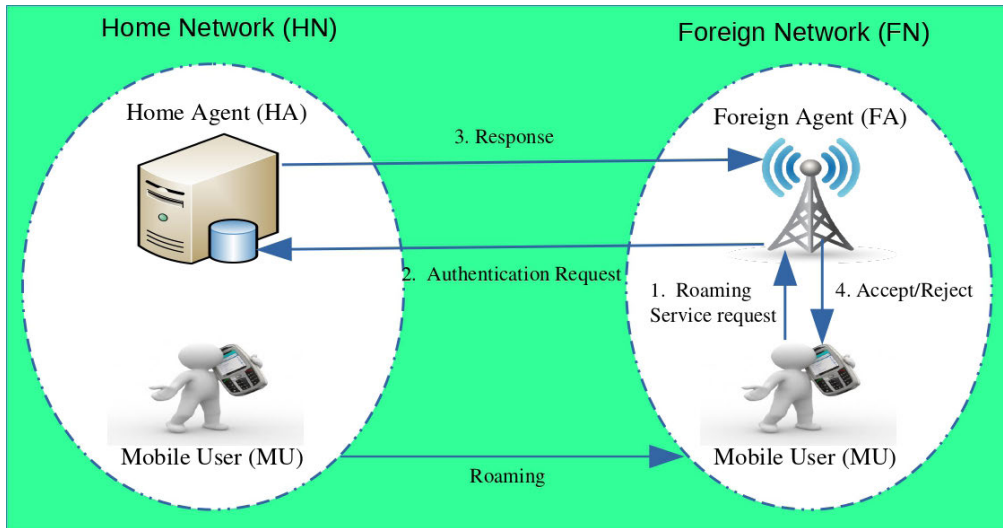 Home Network (HN)
Foreign Network (FN)
Home Agent (HA)
Foreign Agent (FA)
3. Response
2. Authentication Request
1. Roaming
Service request
4. Accept/Reject
Mobile User (MU)
Mobile User (MU)
Roaming